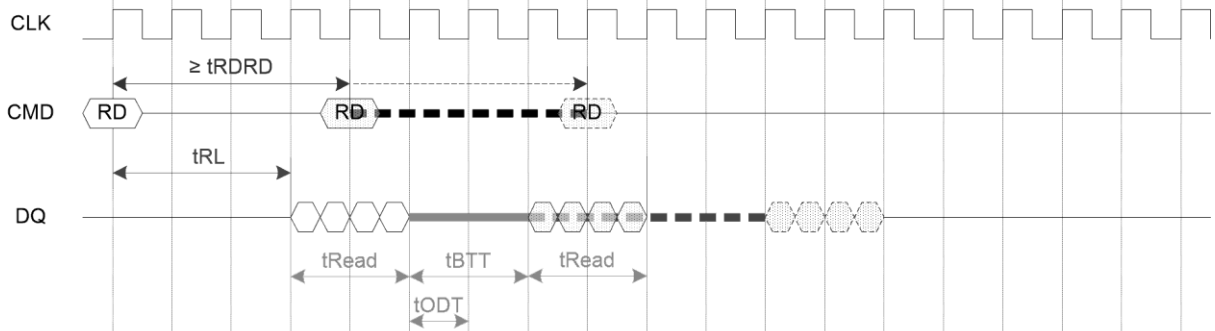 CLK
≥ tRDRD
CMD
RD
RD
RD
tRL
DQ
tRead
tBTT
tRead
tODT